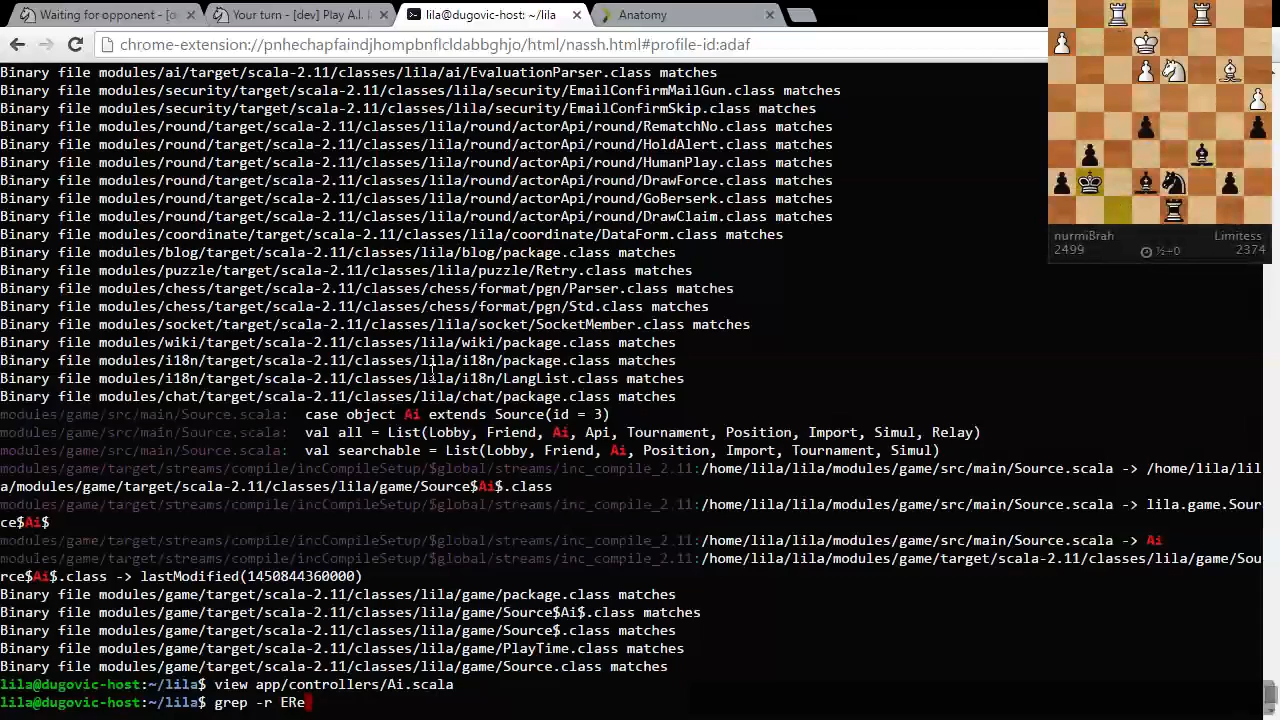 Waiting for opponent - [de
Your turn - [dev] Play A.I.
lila@dugovic-host: ~/lila
Anatomy
chrome-extension://pnhechapfaindjhompbnflcldabbghjo/html/nassh.html#profile-id:adaf
Binary file modules/ai/target/scala-2.11/classes/lila/ai/EvaluationParser.class matches
Binary file modules/security/target/scala-2.11/classes/lila/security/EmailConfirmMailGun.class matches
Binary file modules/security/target/scala-2.11/classes/lila/security/EmailConfirmSkip.class matches
Binary file modules/round/target/scala-2.11/classes/lila/round/actorApi/round/RematchNo.class matches
Binary file modules/round/target/scala-2.11/classes/lila/round/actorApi/round/HoldAlert.class matches
Binary file modules/round/target/scala-2.11/classes/lila/round/actorApi/round/HumanPlay.class matches
Binary file modules/round/target/scala-2.11/classes/lila/round/actorApi/round/DrawForce.class matches
Binary file modules/round/target/scala-2.11/classes/lila/round/actorApi/round/GoBerserk.class matches
Binary file modules/round/target/scala-2.11/classes/lila/round/actorApi/round/DrawClaim.class matches
Binary file modules/coordinate/target/scala-2.11/classes/lila/coordinate/DataForm.class matches
Binary file modules/blog/target/scala-2.11/classes/lila/blog/package.class matches
Binary file modules/puzzle/target/scala-2.11/classes/lila/puzzle/Retry.class matches
Binary file modules/chess/target/scala-2.11/classes/chess/format/pgn/Parser.class matches
Binary file modules/chess/target/scala-2.11/classes/chess/format/pgn/Std.class matches
Binary file modules/socket/target/scala-2.11/classes/lila/socket/SocketMember.class matches
Binary file modules/wiki/target/scala-2.11/classes/lila/wiki/package.class matches
Binary file modules/i18n/target/scala-2.11/classes/lila/i18n/package.class matches
Binary file modules/i18n/target/scala-2.11/classes/lila/i18n/LangList.class matches
Binary file modules/chat/target/scala-2.11/classes/lila/chat/package.class matches
modules/game/src/main/Source.scala:  case object Ai extends Source(id = 3)
modules/game/src/main/Source.scala:  val all = List(Lobby, Friend, Ai, Api, Tournament, Position, Import, Simul, Relay)
modules/game/src/main/Source.scala:  val searchable = List(Lobby, Friend, Ai, Position, Import, Tournament, Simul)
modules/game/target/streams/compile/incCompileSetup/$global/streams/inc_compile_2.11:/home/lila/lila/modules/game/src/main/Source.scala -> /home/lila/lil
a/modules/game/target/scala-2.11/classes/lila/game/Source$Ai$.class
modules/game/target/streams/compile/incCompileSetup/$global/streams/inc_compile_2.11:/home/lila/lila/modules/game/src/main/Source.scala -> lila.game.Sour
ce$Ai$
modules/game/target/streams/compile/incCompileSetup/$global/streams/inc_compile_2.11:/home/lila/lila/modules/game/src/main/Source.scala -> Ai
modules/game/target/streams/compile/incCompileSetup/$global/streams/inc_compile_2.11:/home/lila/lila/modules/game/target/scala-2.11/classes/lila/game/Sou
rce$Ai$.class -> lastModified(1450844360000)
Binary file modules/game/target/scala-2.11/classes/lila/game/package.class matches
Binary file modules/game/target/scala-2.11/classes/lila/game/Source$Ai$.class matches
Binary file modules/game/target/scala-2.11/classes/lila/game/Source$.class matches
Binary file modules/game/target/scala-2.11/classes/lila/game/PlayTime.class matches
Binary file modules/game/target/scala-2.11/classes/lila/game/Source.class matches
lila@dugovic-host:~/lila$ view app/controllers/Ai.scala
lila@dugovic-host:~/lila$ grep -r ERe
nurmiBrah Limitess
2499 ½+0 2374